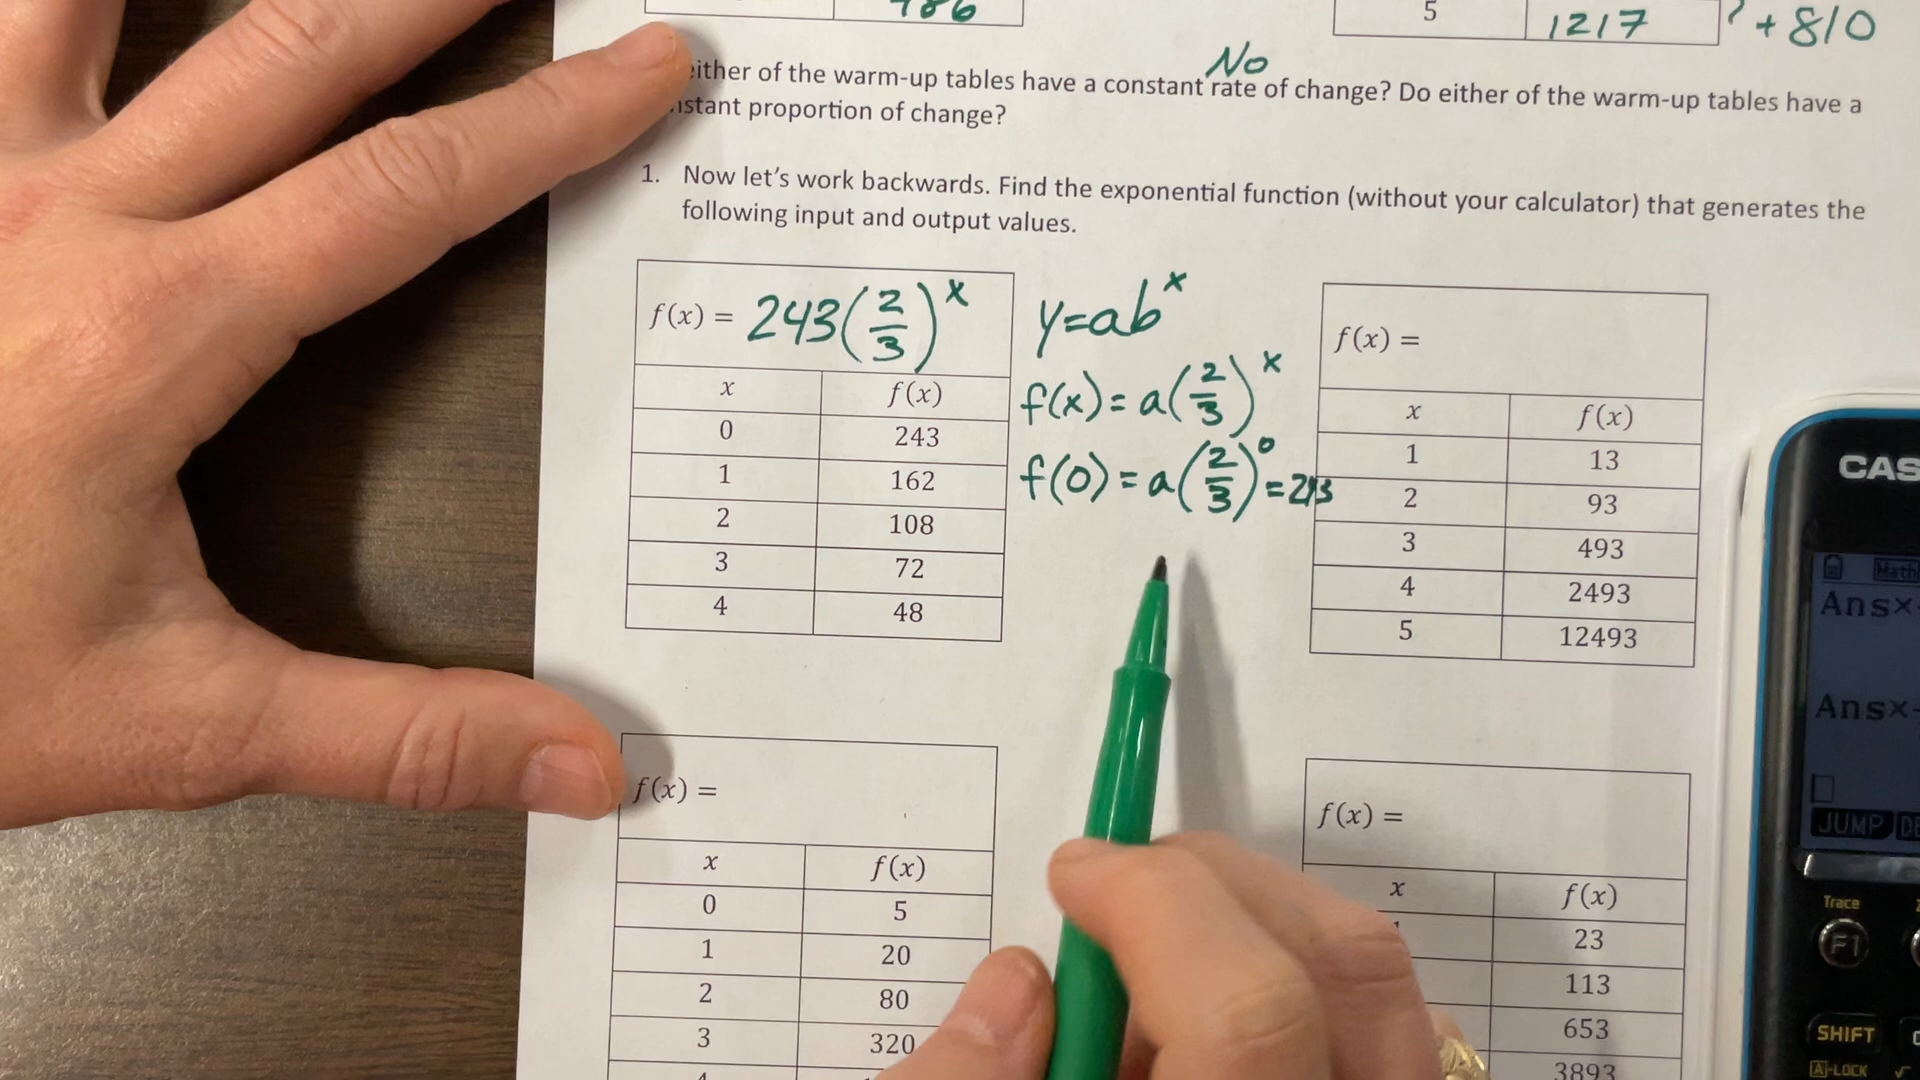 786
5 1217 ? + 810
No
either of the warm-up tables have a constant rate of change? Do either of the warm-up tables have a
nstant proportion of change?
1. Now let's work backwards. Find the exponential function (without your calculator) that generates the
following input and output values.
f(x) = 243(2/3)^x
x f(x)
0 243
1 162
2 108
3 72
4 48
y=ab^x
f(x) = a(2/3)^x
f(0) = a(2/3)^0 = 243
f(x) =
x f(x)
1 13
2 93
3 493
4 2493
5 12493
f(x) =
x f(x)
0 5
1 20
2 80
3 320
f(x) =
x f(x)
23
113
653
3893
CAS
Math
Ans×
Ans×
JUMP
Trace
F1
SHIFT
A-LOCK